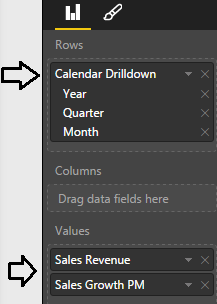 Rows
Calendar Drilldown
Year
Quarter
Month
Columns
Drag data fields here
Values
Sales Revenue
Sales Growth PM